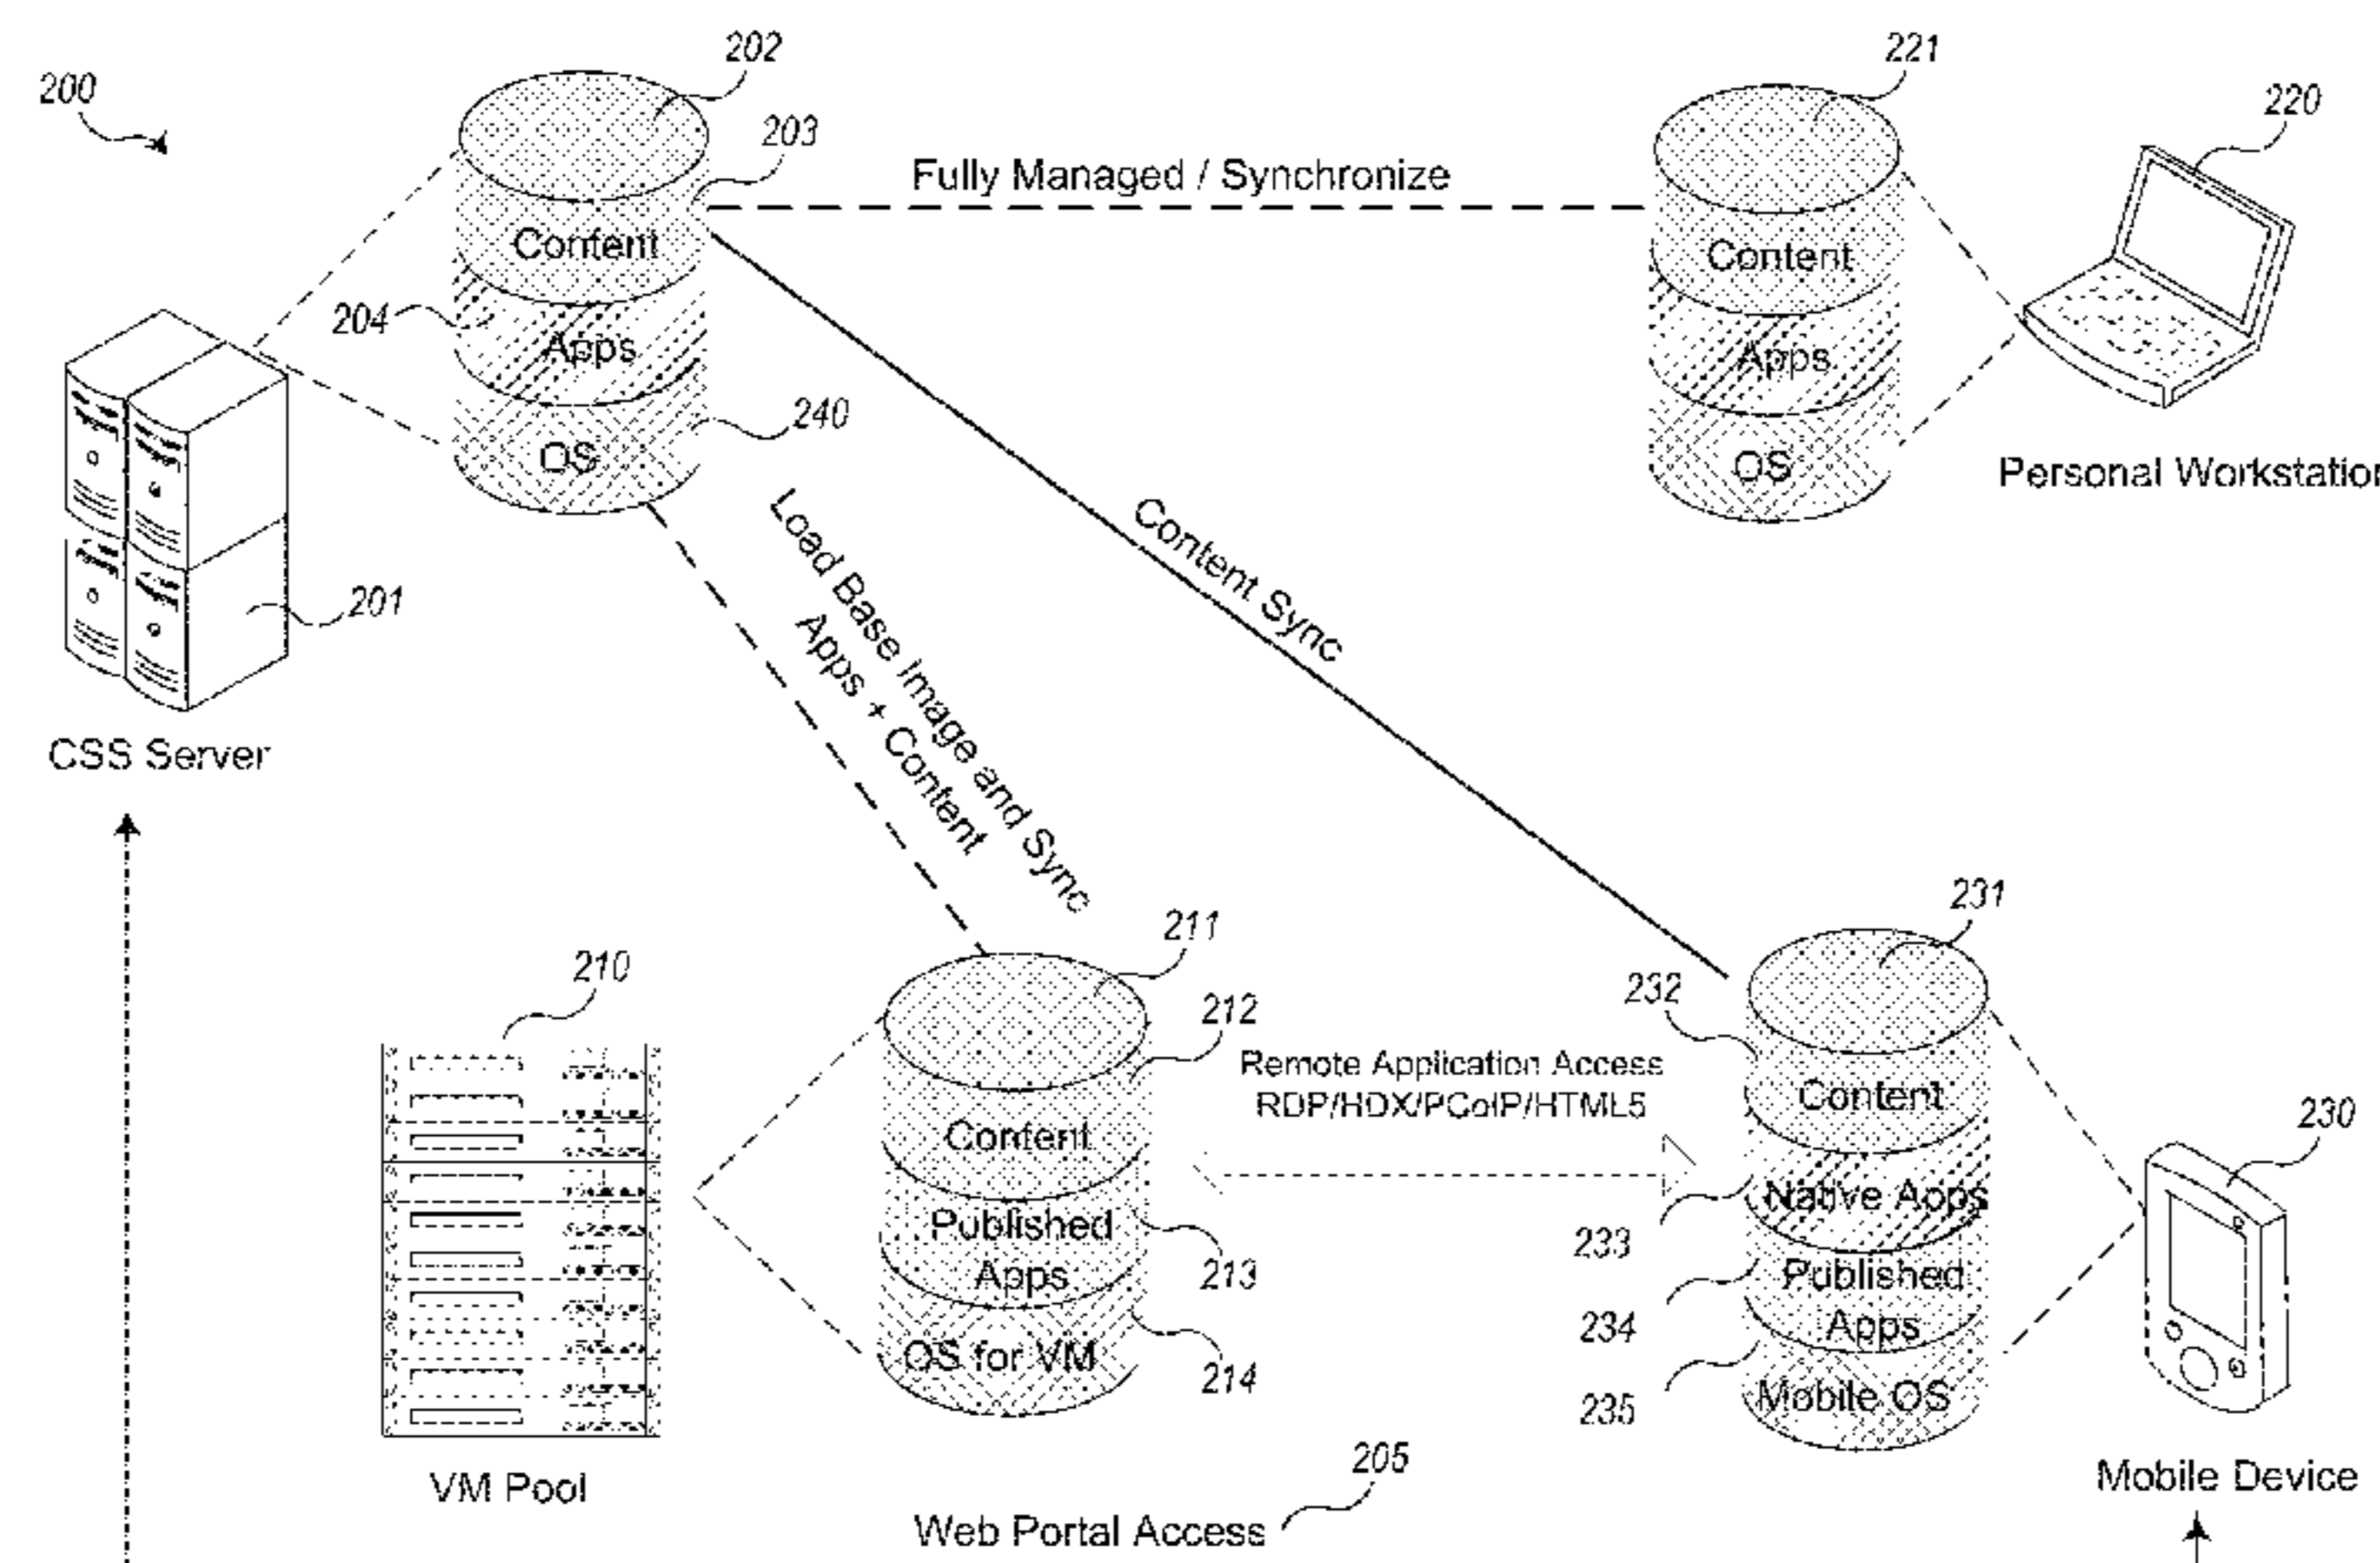 200
202
203
Fully Managed / Synchronize
221
220
Content
Apps
OS
204
240
201
CSS Server
Content
Apps
OS
Personal Workstation
Load Base Image and Sync
Apps + Content
Content Sync
210
VM Pool
211
212
Content
Published
Apps
213
OS for VM
214
Remote Application Access
RDP/HDX/PCoIP/HTML5
231
232
Content
Native Apps
233
Published
Apps
234
Mobile OS
235
230
Mobile Device
Web Portal Access
205